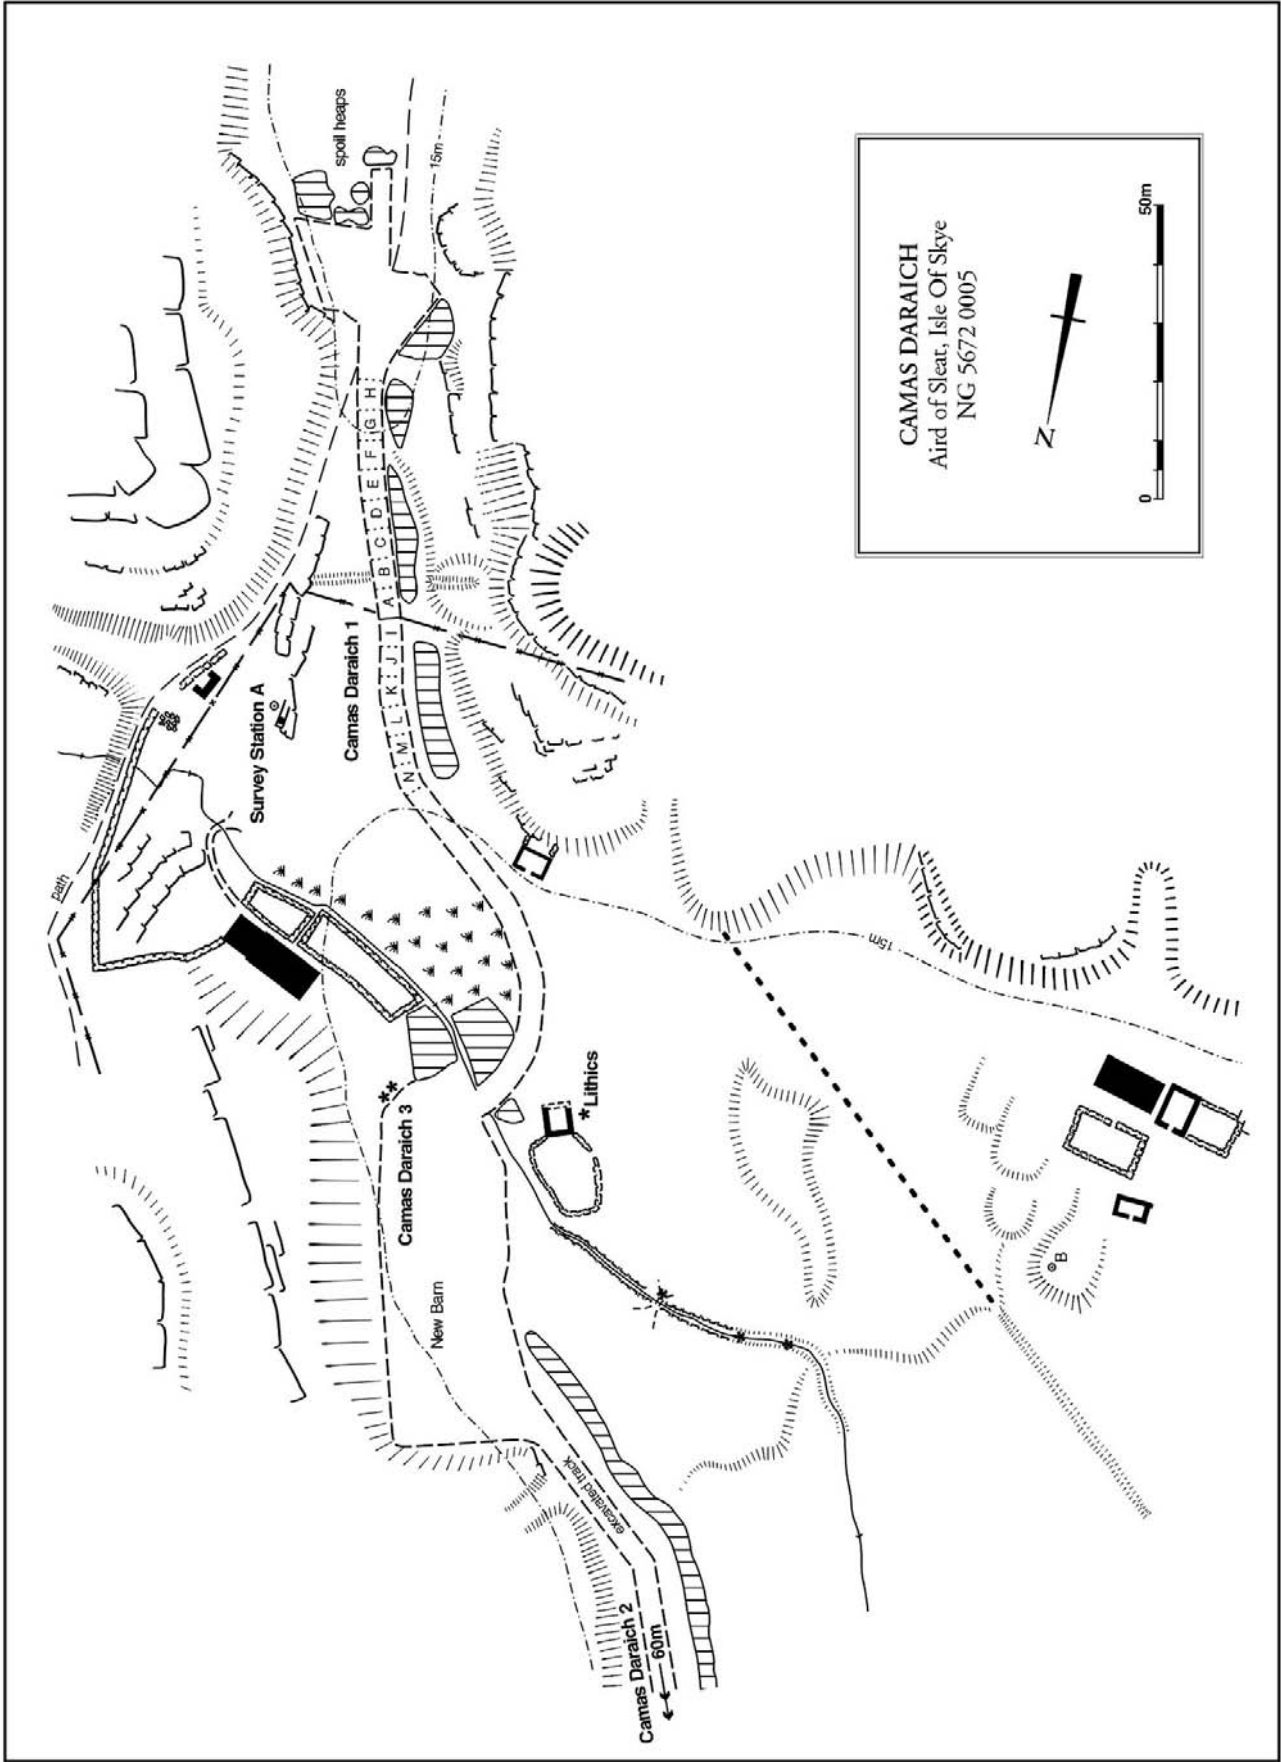 CAMAS DARAICH
Aird of Sleat, Isle Of Skye
NG 5672 0005
N
0
50m
path
Survey Station A
Camas Daraich 1
spoil heaps
15m
N M L K J I A B C D E F G H
Camas Daraich 3
*Lithics
New Barn
excavated track
Camas Daraich 2
60m
15m
B